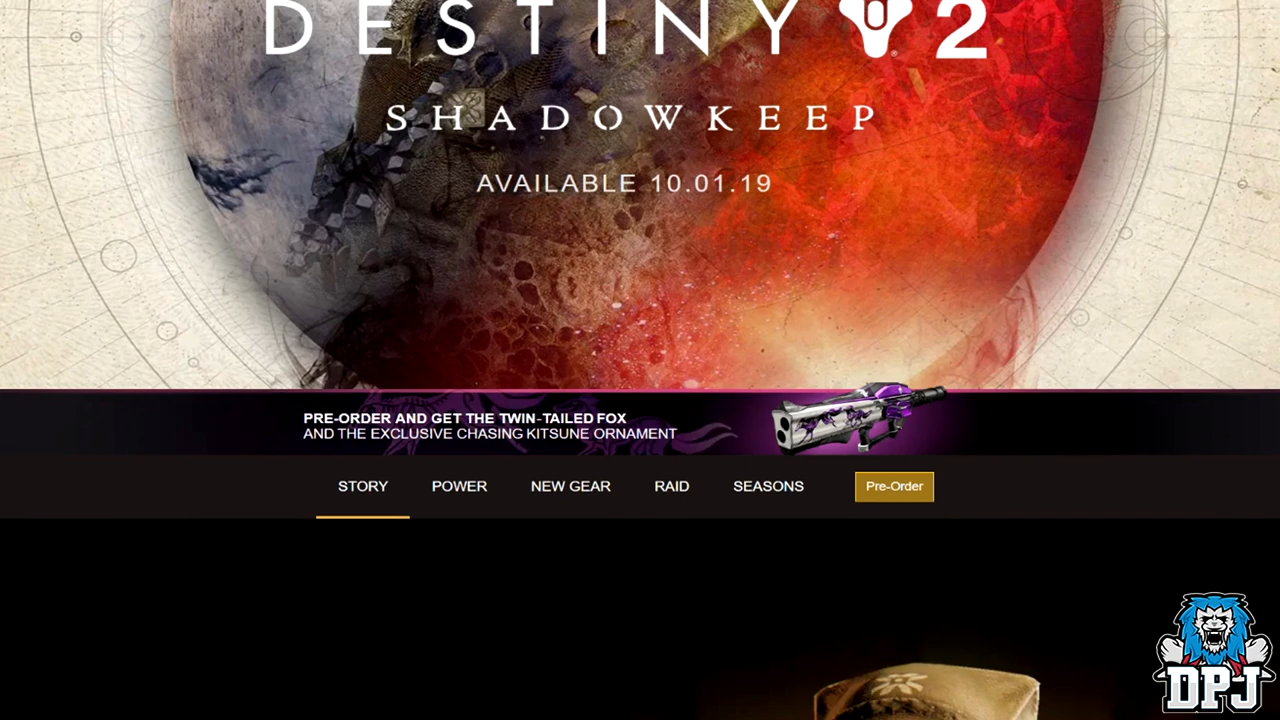 DESTINY 2
SHADOWKEEP
AVAILABLE 10.01.19
PRE-ORDER AND GET THE TWIN-TAILED FOX
AND THE EXCLUSIVE CHASING KITSUNE ORNAMENT
STORY POWER NEW GEAR RAID SEASONS Pre-Order
DPJ